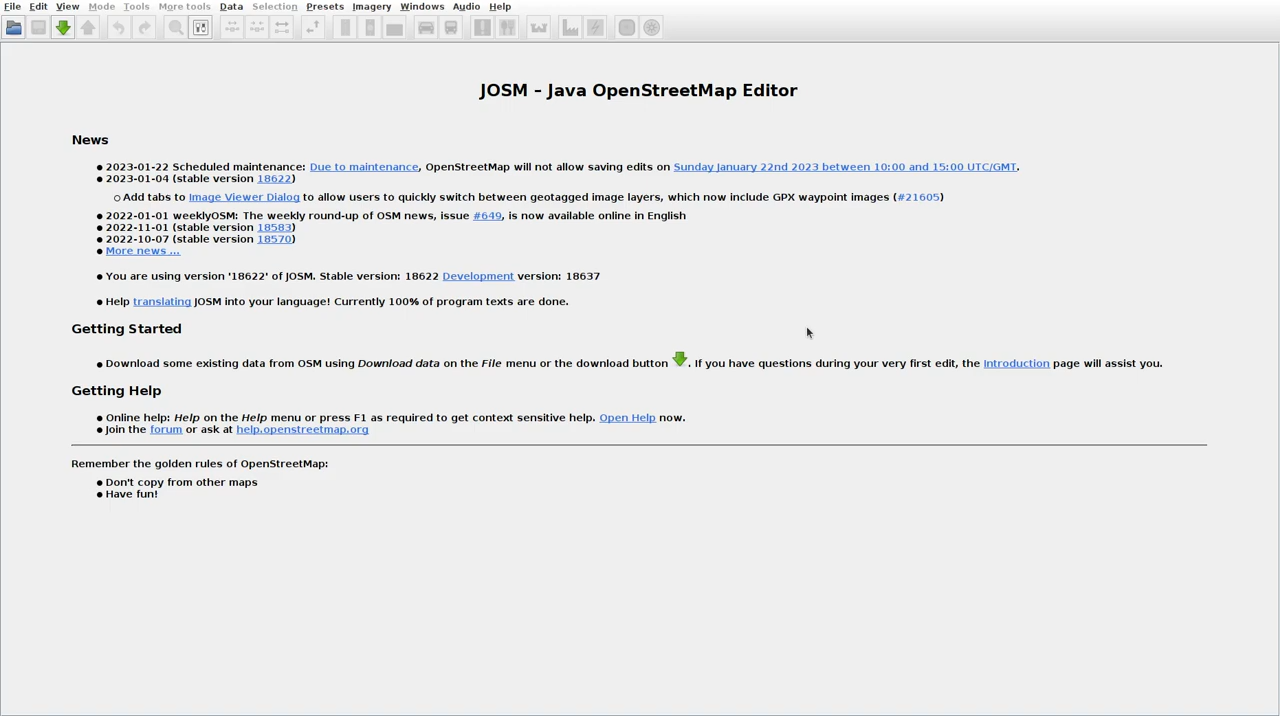 File Edit View Mode Tools More tools Data Selection Presets Imagery Windows Audio Help
JOSM – Java OpenStreetMap Editor
News
● 2023-01-22 Scheduled maintenance: Due to maintenance, OpenStreetMap will not allow saving edits on Sunday January 22nd 2023 between 10:00 and 15:00 UTC/GMT.
● 2023-01-04 (stable version 18622)
○ Add tabs to Image Viewer Dialog to allow users to quickly switch between geotagged image layers, which now include GPX waypoint images (#21605)
● 2022-01-01 weeklyOSM: The weekly round-up of OSM news, issue #649, is now available online in English
● 2022-11-01 (stable version 18583)
● 2022-10-07 (stable version 18570)
● More news ...
● You are using version '18622' of JOSM. Stable version: 18622 Development version: 18637
● Help translating JOSM into your language! Currently 100% of program texts are done.
Getting Started
● Download some existing data from OSM using Download data on the File menu or the download button . If you have questions during your very first edit, the Introduction page will assist you.
Getting Help
● Online help: Help on the Help menu or press F1 as required to get context sensitive help. Open Help now.
● Join the forum or ask at help.openstreetmap.org
Remember the golden rules of OpenStreetMap:
● Don't copy from other maps
● Have fun!